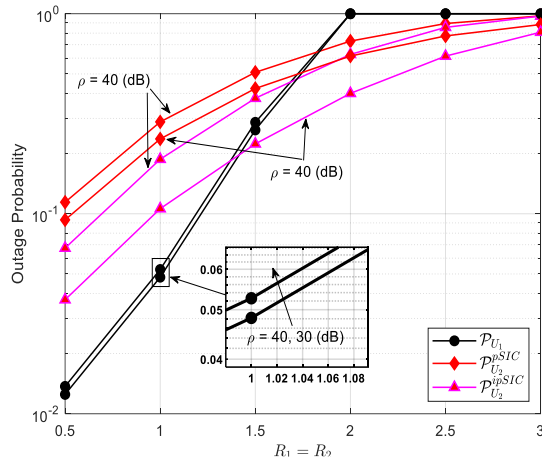 10^0
10^{-1}
10^{-2}
Outage Probability
ρ = 40 (dB)
ρ = 40 (dB)
0.06
0.05
0.04
ρ = 40, 30 (dB)
1 1.02 1.04 1.06 1.08
P_{U_1}
P_{U_2}^{pSIC}
P_{U_2}^{ipSIC}
0.5 1 1.5 2 2.5 3
R_1 = R_2